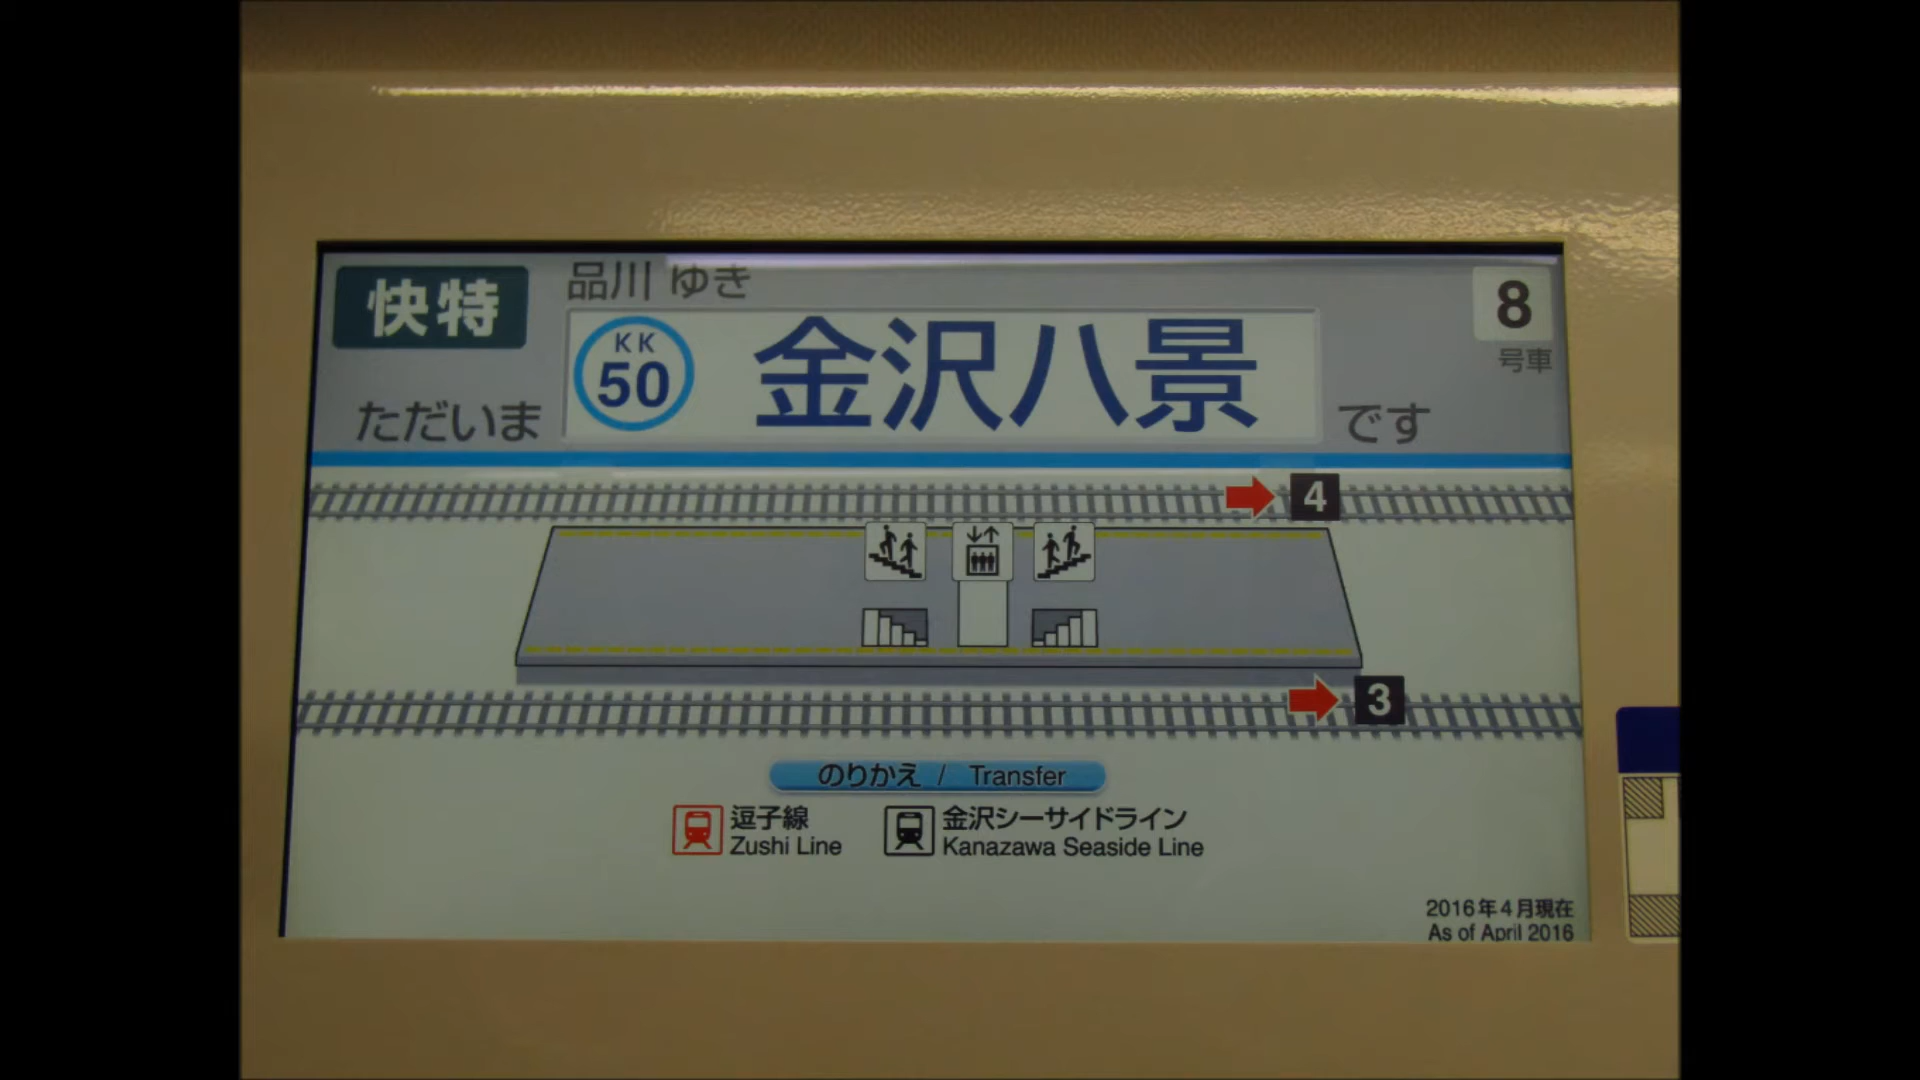 快特
品川 ゆき
8
号車
KK
50
金沢八景
ただいま
です
4
3
のりかえ / Transfer
逗子線
Zushi Line
金沢シーサイドライン
Kanazawa Seaside Line
2016年4月現在
As of April 2016